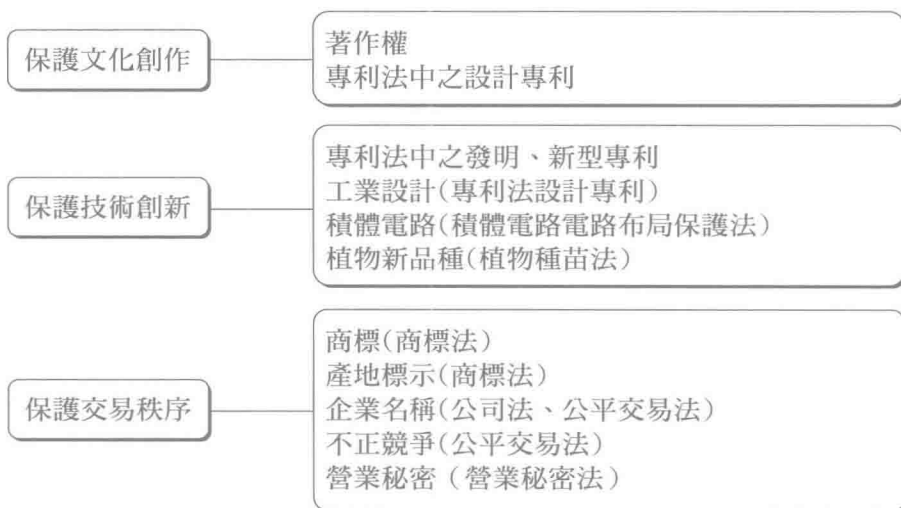 保護文化創作
著作權
專利法中之設計專利
保護技術創新
專利法中之發明、新型專利
工業設計(專利法設計專利)
積體電路(積體電路電路布局保護法)
植物新品種(植物種苗法)
保護交易秩序
商標(商標法)
產地標示(商標法)
企業名稱(公司法、公平交易法)
不正競爭(公平交易法)
營業秘密（營業秘密法）